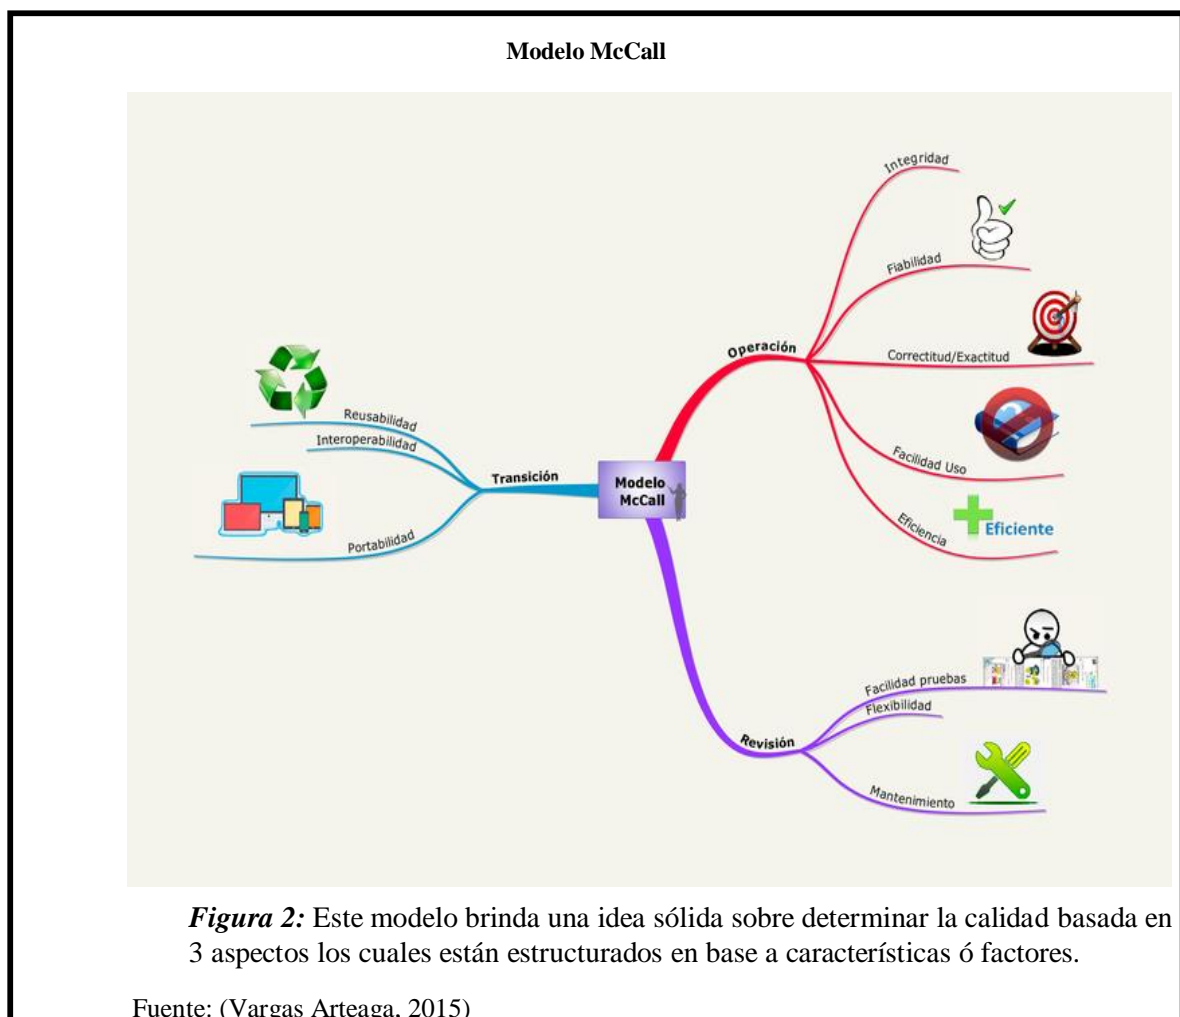 Modelo McCall
Integridad
Fiabilidad
Operación
Correctitud/Exactitud
Reusabilidad
Interoperabilidad
Facilidad Uso
Transición
Modelo
McCall
Eficiencia
Eficiente
Portabilidad
Facilidad pruebas
Flexibilidad
Revisión
Mantenimiento
Figura 2: Este modelo brinda una idea sólida sobre determinar la calidad basada en
3 aspectos los cuales están estructurados en base a características ó factores.
Fuente: (Vargas Arteaga, 2015)